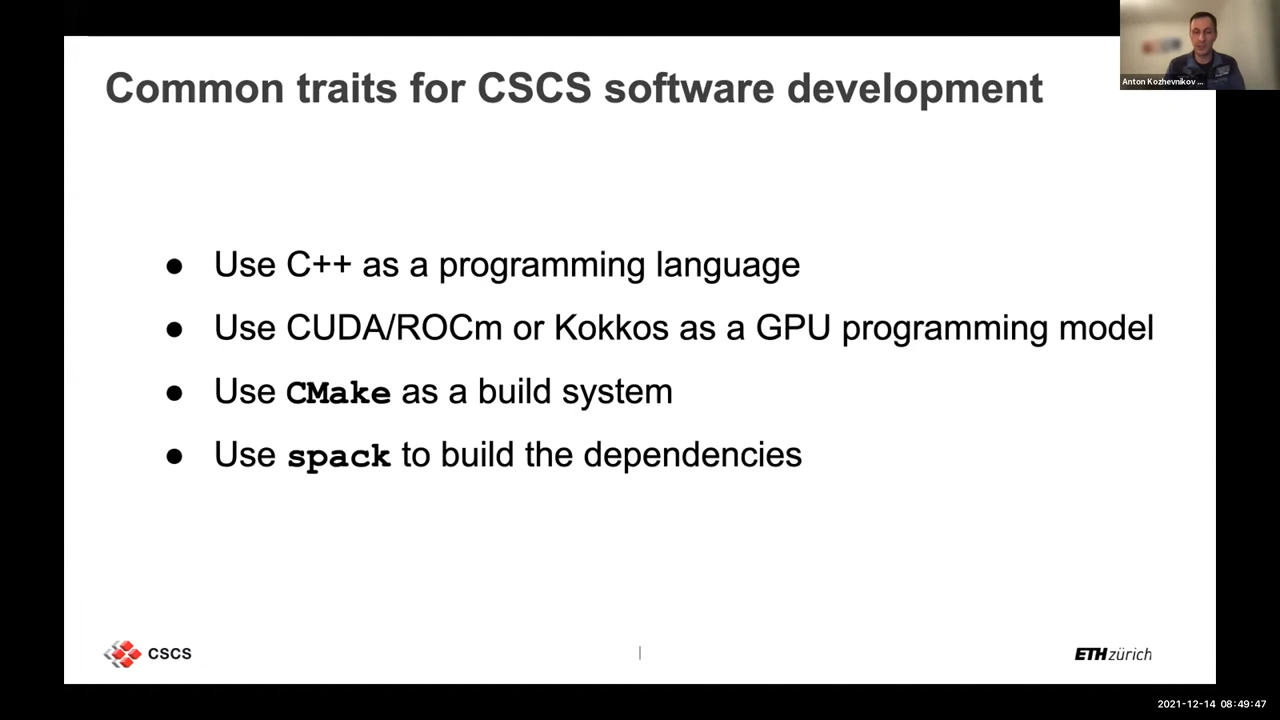 Common traits for CSCS software development
Anton Kozhevnikov ...
● Use C++ as a programming language
● Use CUDA/ROCm or Kokkos as a GPU programming model
● Use CMake as a build system
● Use spack to build the dependencies
CSCS
|
ETH zürich
2021-12-14 08:49:47